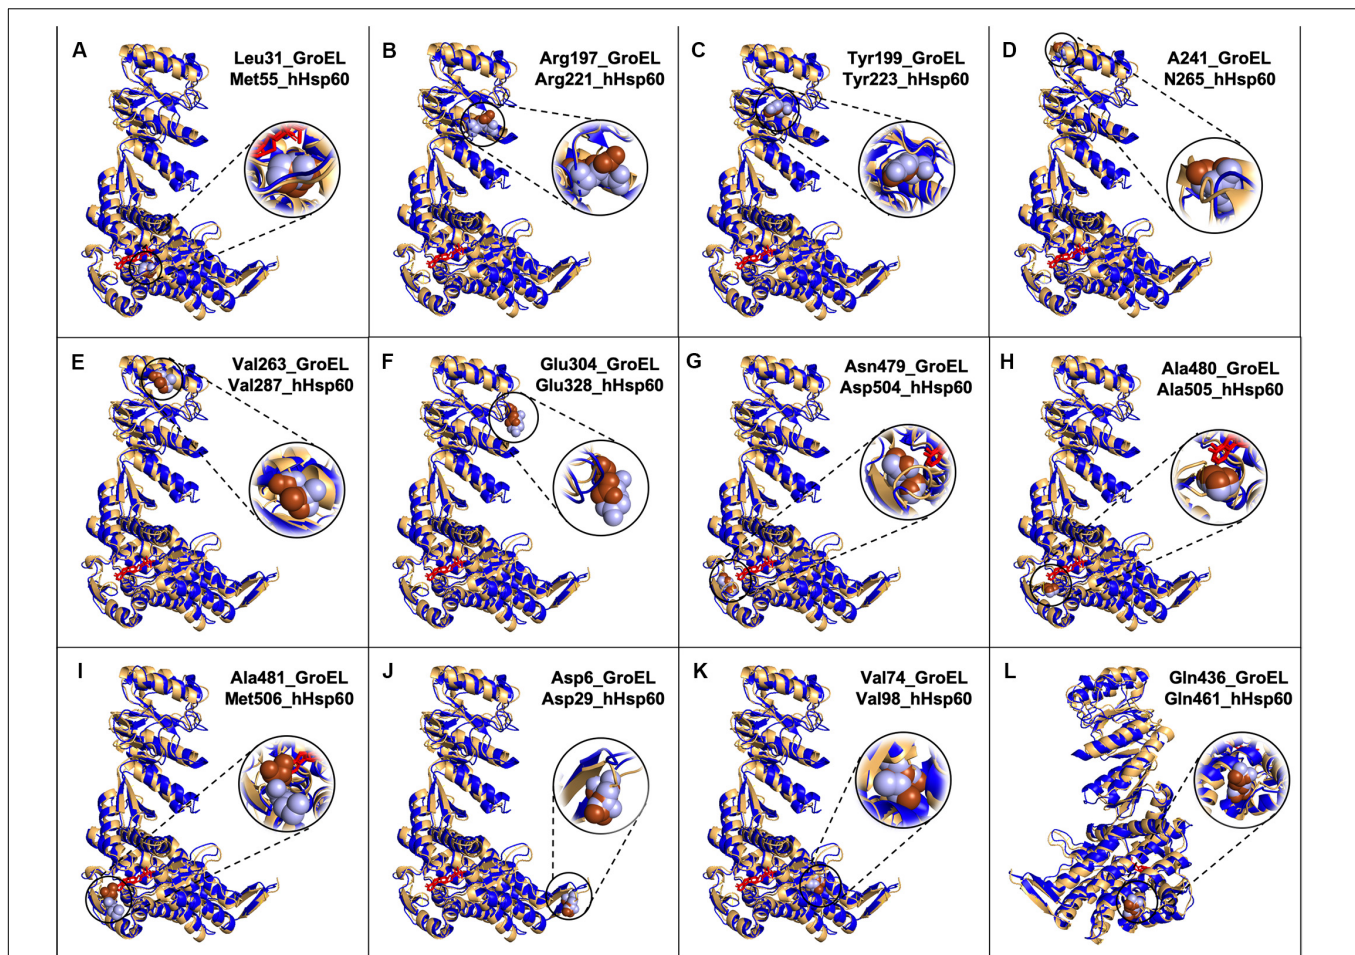 A
Leu31_GroEL
Met55_hHsp60
B
Arg197_GroEL
Arg221_hHsp60
C
Tyr199_GroEL
Tyr223_hHsp60
D
A241_GroEL
N265_hHsp60
E
Val263_GroEL
Val287_hHsp60
F
Glu304_GroEL
Glu328_hHsp60
G
Asn479_GroEL
Asp504_hHsp60
H
Ala480_GroEL
Ala505_hHsp60
I
Ala481_GroEL
Met506_hHsp60
J
Asp6_GroEL
Asp29_hHsp60
K
Val74_GroEL
Val98_hHsp60
L
Gln436_GroEL
Gln461_hHsp60